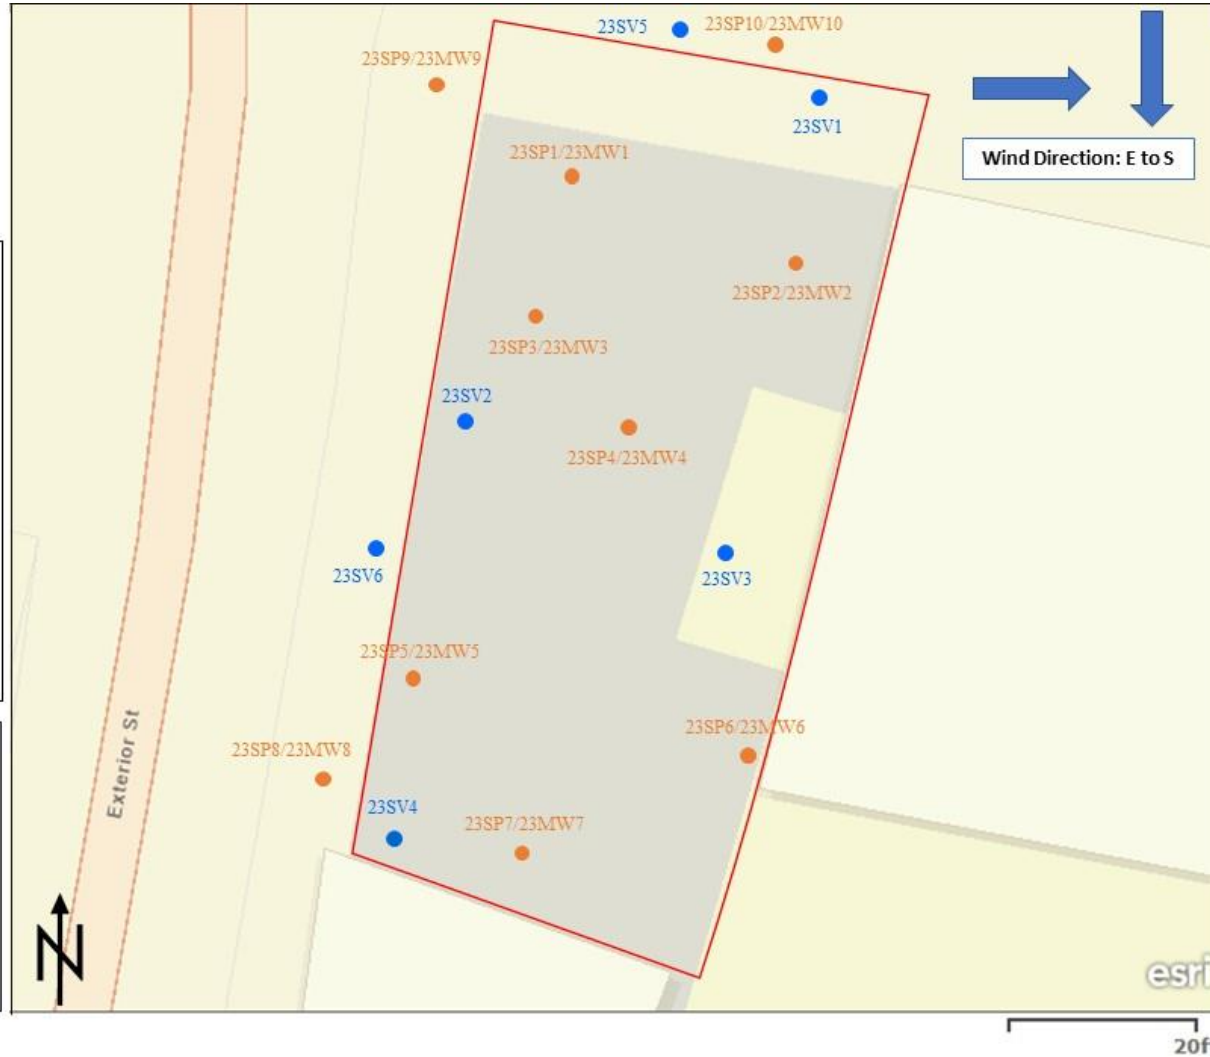 23SV5
23SP10/23MW10
23SP9/23MW9
23SV1
Wind Direction: E to S
23SP1/23MW1
23SP2/23MW2
23SP3/23MW3
23SV2
23SP4/23MW4
23SV6
23SV3
23SP5/23MW5
23SP6/23MW6
Exterior St
23SP8/23MW8
23SV4
23SP7/23MW7
N
esri
20f